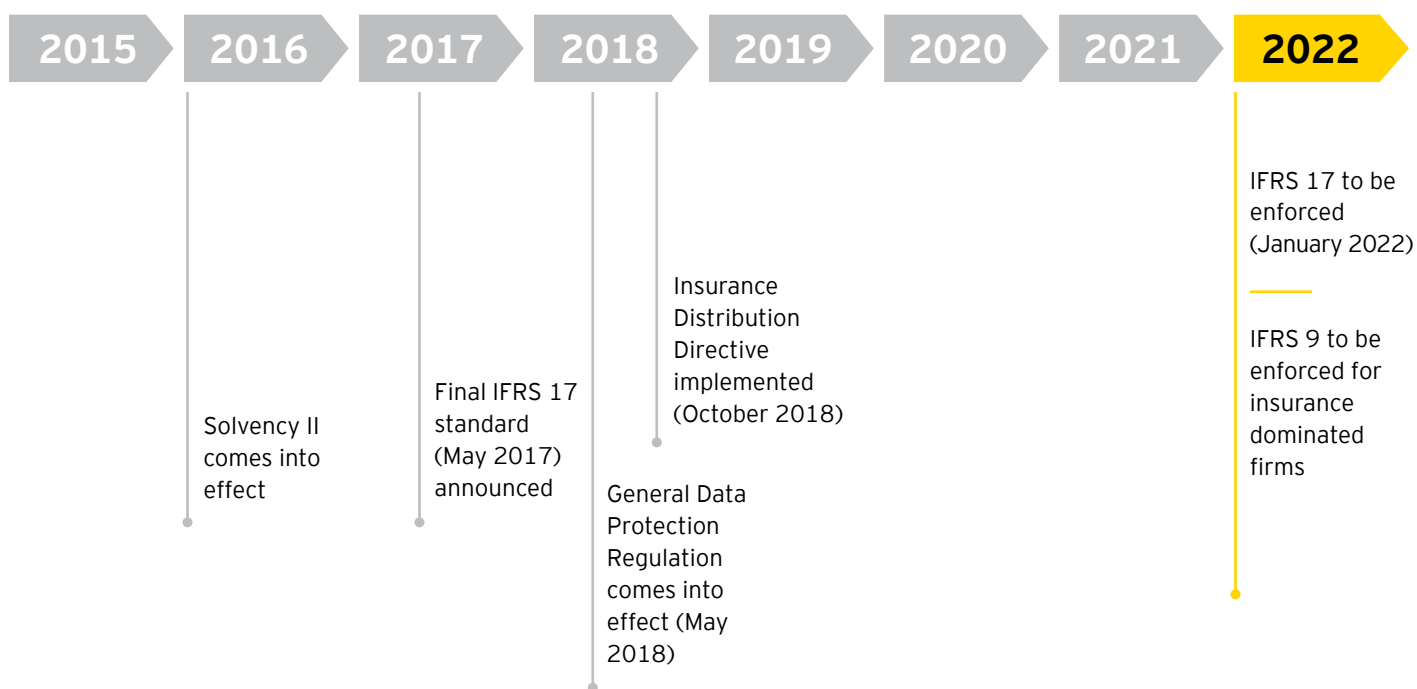 2015
2016
2017
2018
2019
2020
2021
2022
Solvency II
comes into
effect
Final IFRS 17
standard
(May 2017)
announced
General Data
Protection
Regulation
comes into
effect (May
2018)
Insurance
Distribution
Directive
implemented
(October 2018)
IFRS 17 to be
enforced
(January 2022)
IFRS 9 to be
enforced for
insurance
dominated
firms